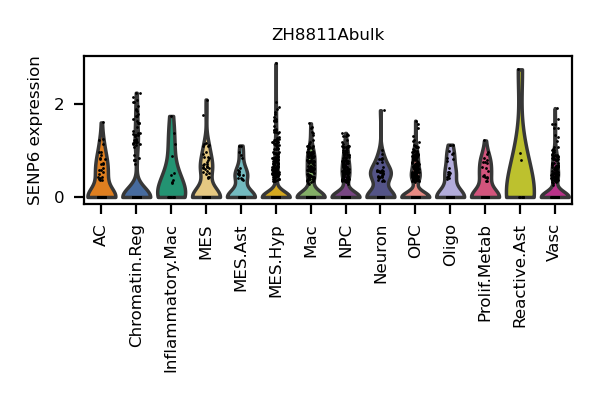 ZH8811Abulk
SENP6 expression
2
0
AC
Chromatin.Reg
Inflammatory.Mac
MES
MES.Ast
MES.Hyp
Mac
NPC
Neuron
OPC
Oligo
Prolif.Metab
Reactive.Ast
Vasc